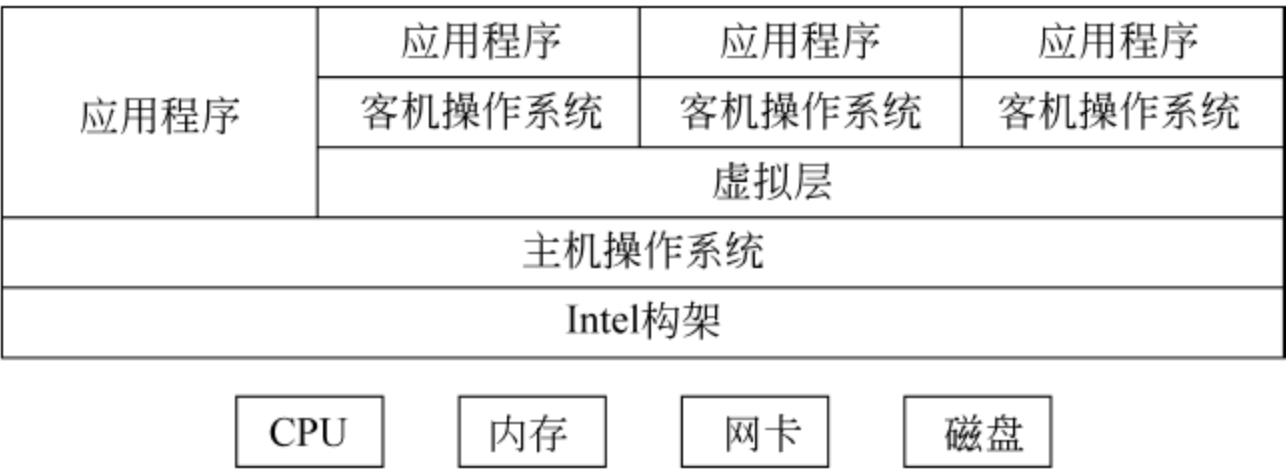 应用程序 应用程序 应用程序
应用程序
客机操作系统 客机操作系统 客机操作系统
虚拟层
主机操作系统
Intel构架
CPU 内存 网卡 磁盘